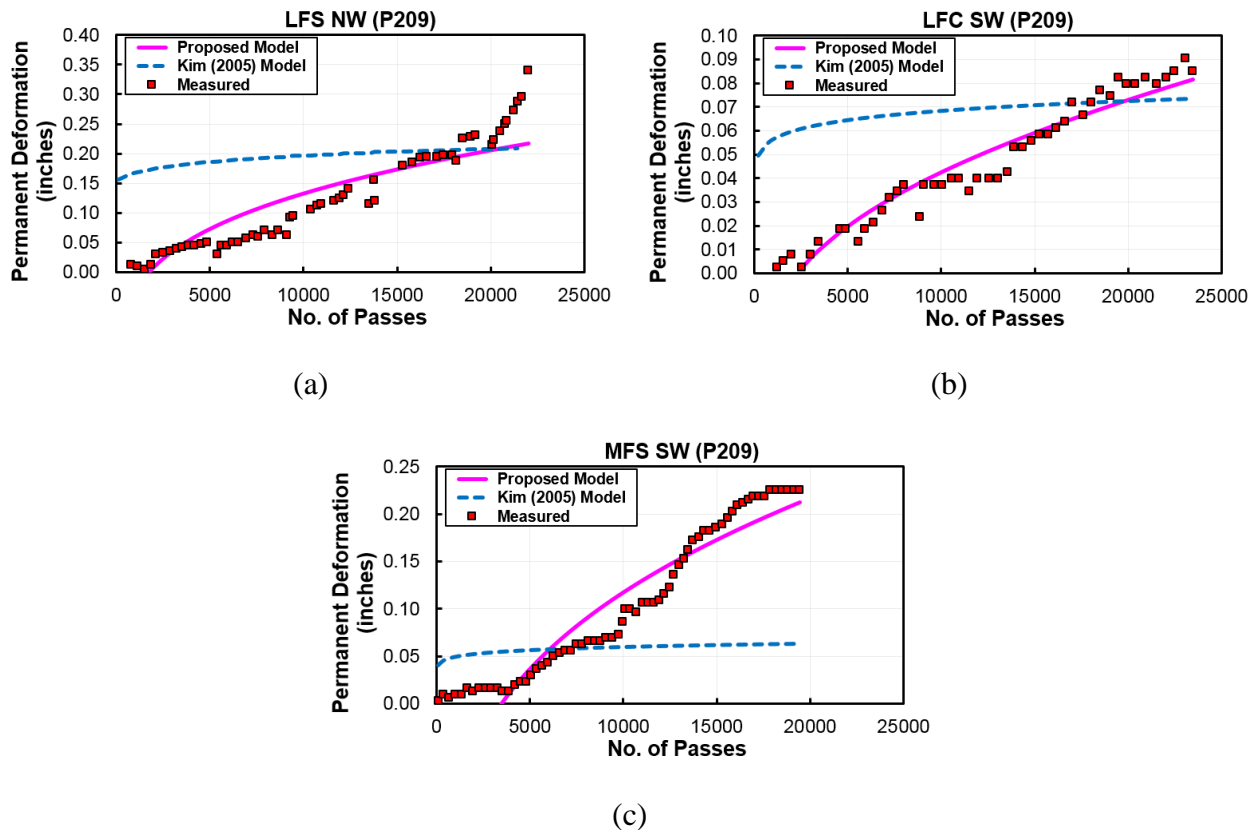 LFS NW (P209)
0.40
0.35
0.30
0.25
0.20
0.15
0.10
0.05
0.00
Permanent Deformation
(inches)
Proposed Model
Kim (2005) Model
Measured
0 5000 10000 15000 20000 25000
No. of Passes
(a)
LFC SW (P209)
0.10
0.09
0.08
0.07
0.06
0.05
0.04
0.03
0.02
0.01
0.00
Permanent Deformation
(inches)
Proposed Model
Kim (2005) Model
Measured
0 5000 10000 15000 20000 25000
No. of Passes
(b)
MFS SW (P209)
0.25
0.20
0.15
0.10
0.05
0.00
Permanent Deformation
(inches)
Proposed Model
Kim (2005) Model
Measured
0 5000 10000 15000 20000 25000
No. of Passes
(c)